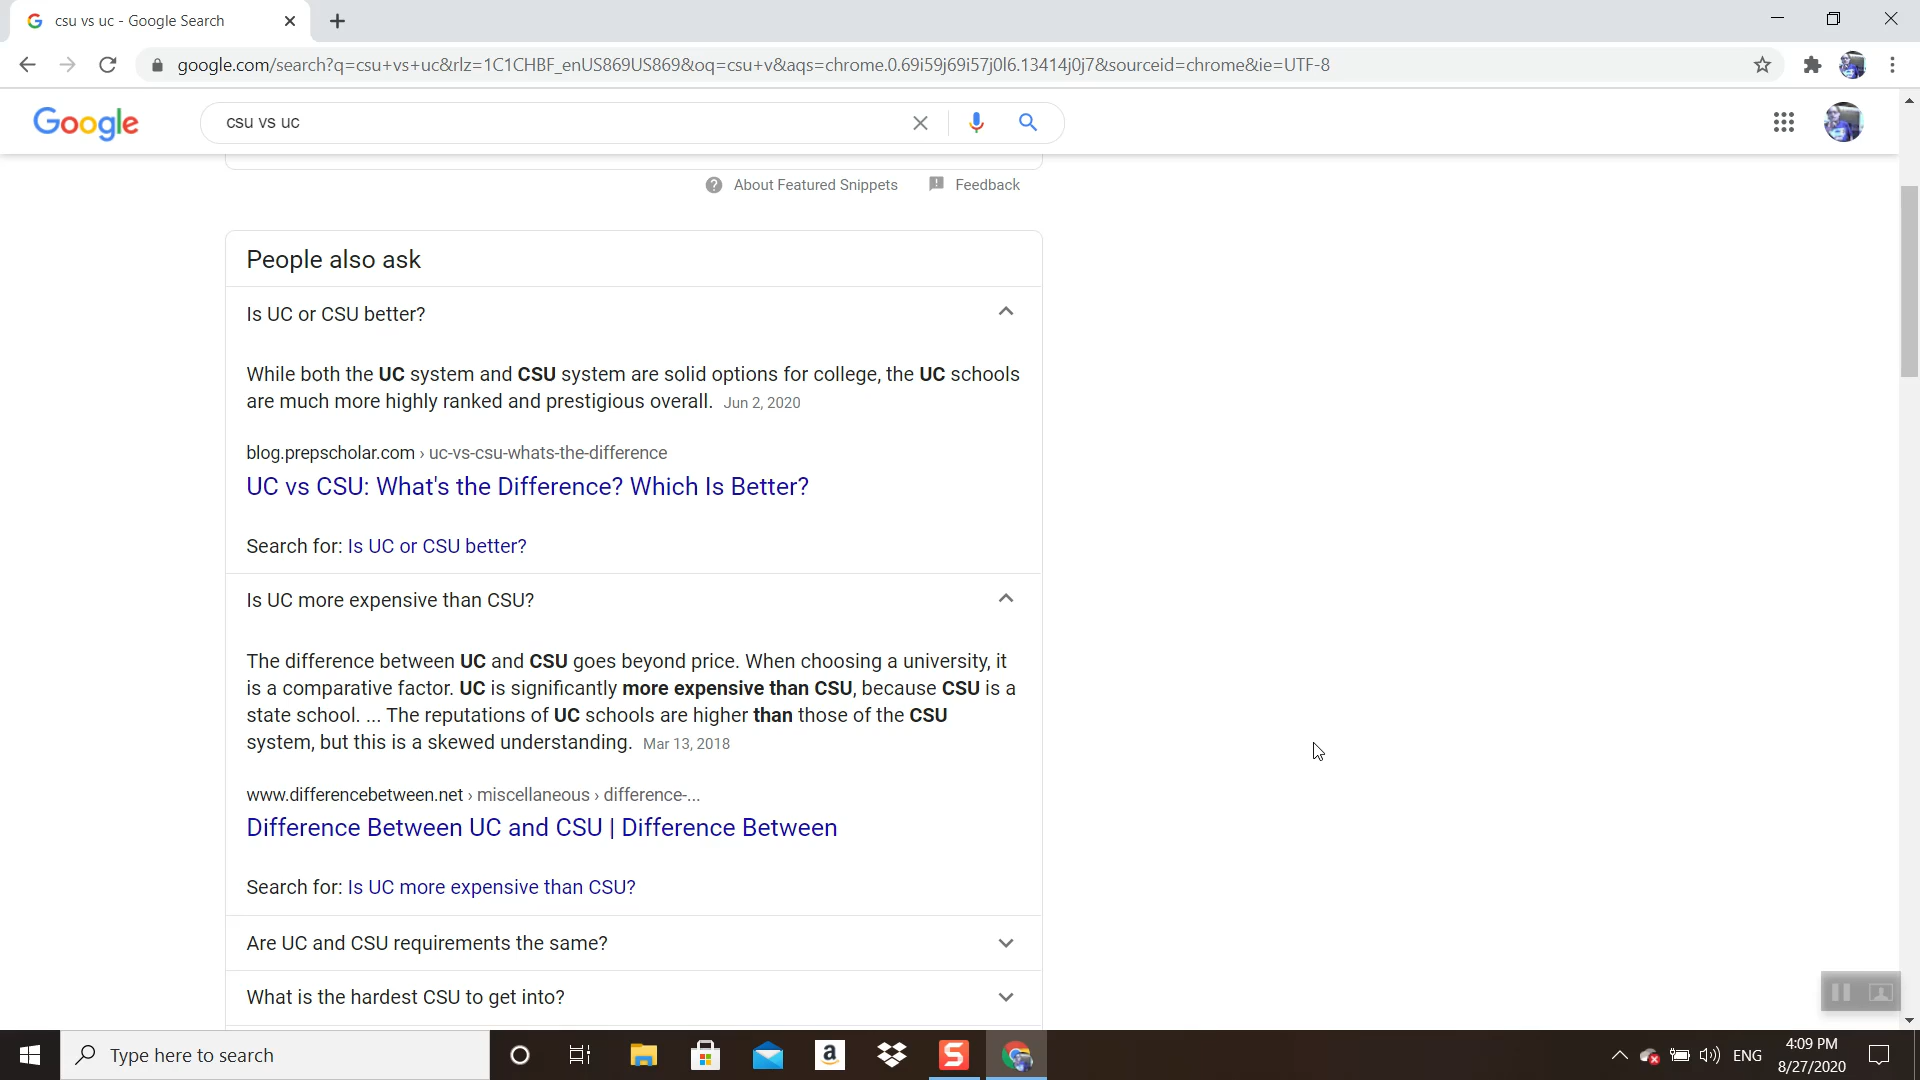 csu vs uc - Google Search
google.com/search?q=csu+vs+uc&rlz=1C1CHBF_enUS869US869&oq=csu+v&aqs=chrome.0.69i59j69i57j0l6.13414j0j7&sourceid=chrome&ie=UTF-8
Google
csu vs uc
About Featured Snippets
Feedback
People also ask
Is UC or CSU better?
While both the UC system and CSU system are solid options for college, the UC schools
are much more highly ranked and prestigious overall. Jun 2, 2020
blog.prepscholar.com › uc-vs-csu-whats-the-difference
UC vs CSU: What's the Difference? Which Is Better?
Search for: Is UC or CSU better?
Is UC more expensive than CSU?
The difference between UC and CSU goes beyond price. When choosing a university, it
is a comparative factor. UC is significantly more expensive than CSU, because CSU is a
state school. ... The reputations of UC schools are higher than those of the CSU
system, but this is a skewed understanding. Mar 13, 2018
www.differencebetween.net › miscellaneous › difference-...
Difference Between UC and CSU | Difference Between
Search for: Is UC more expensive than CSU?
Are UC and CSU requirements the same?
What is the hardest CSU to get into?
Type here to search
ENG
4:09 PM
8/27/2020